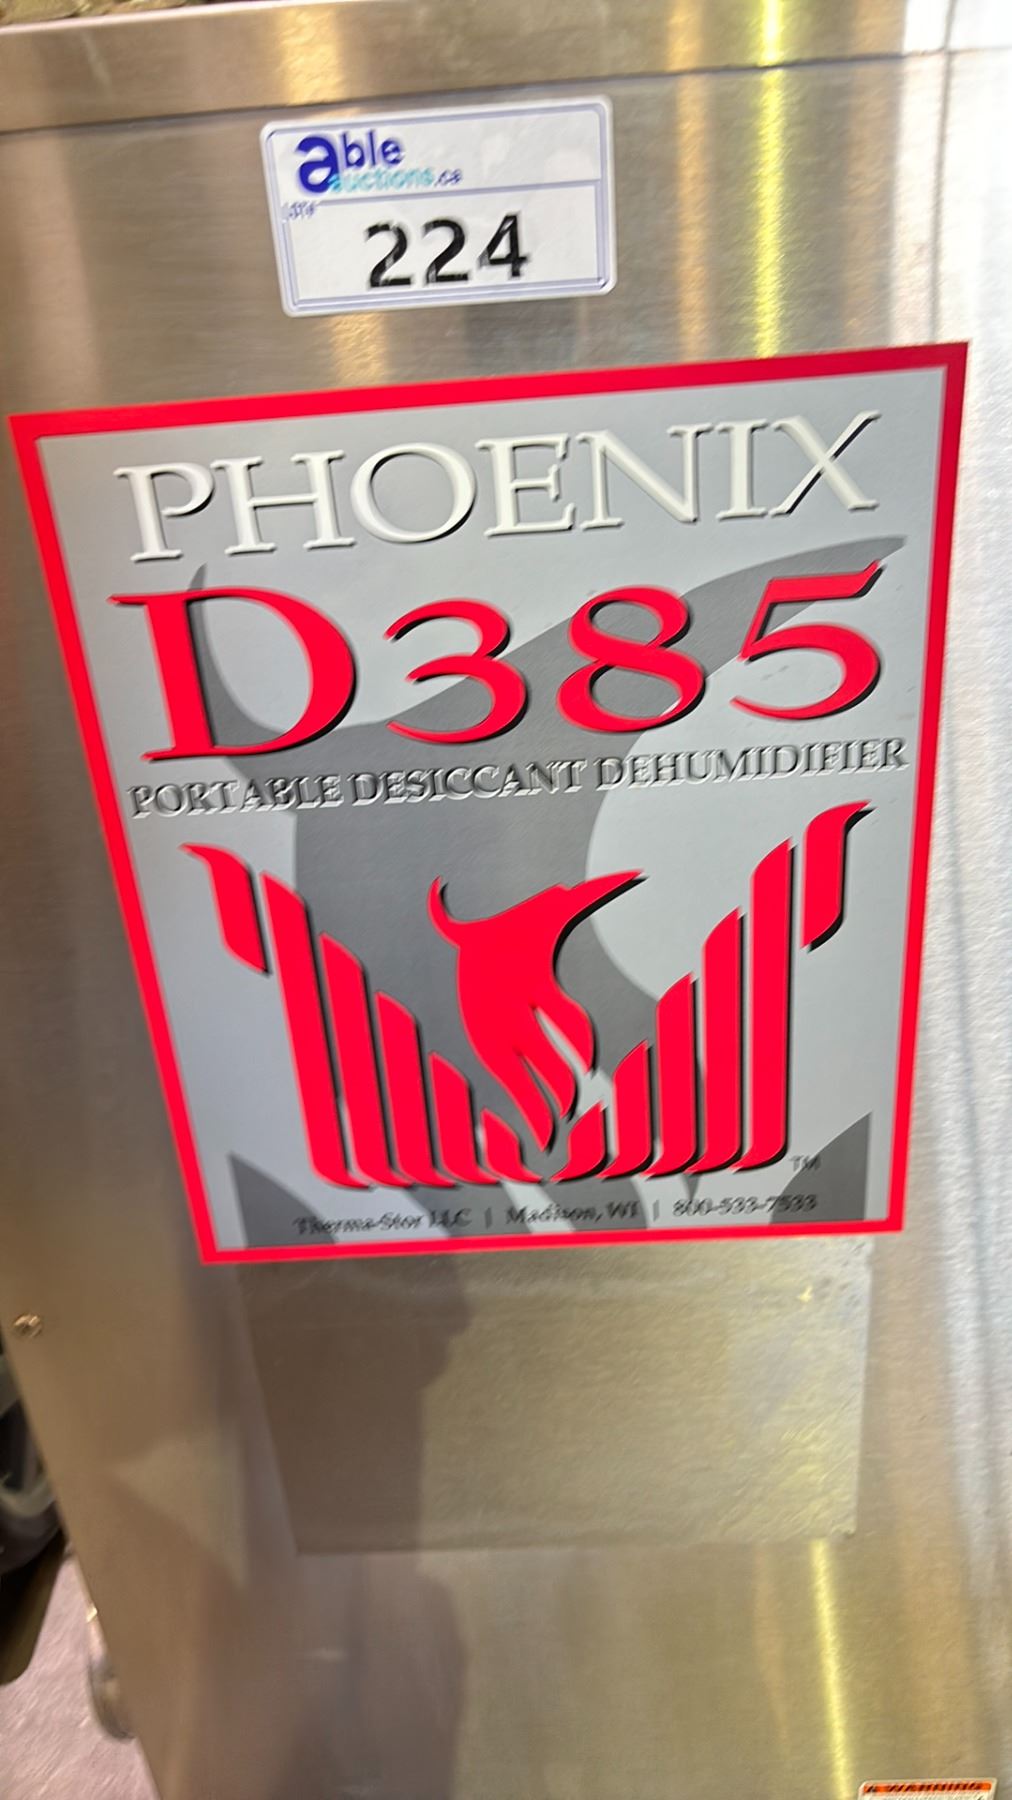 able
auctions.ca
LOT#
224
PHOENIX
D385
PORTABLE DESICCANT DEHUMIDIFIER
TM
Therma-Stor LLC | Madison, WI | 800-533-7533
WARNING